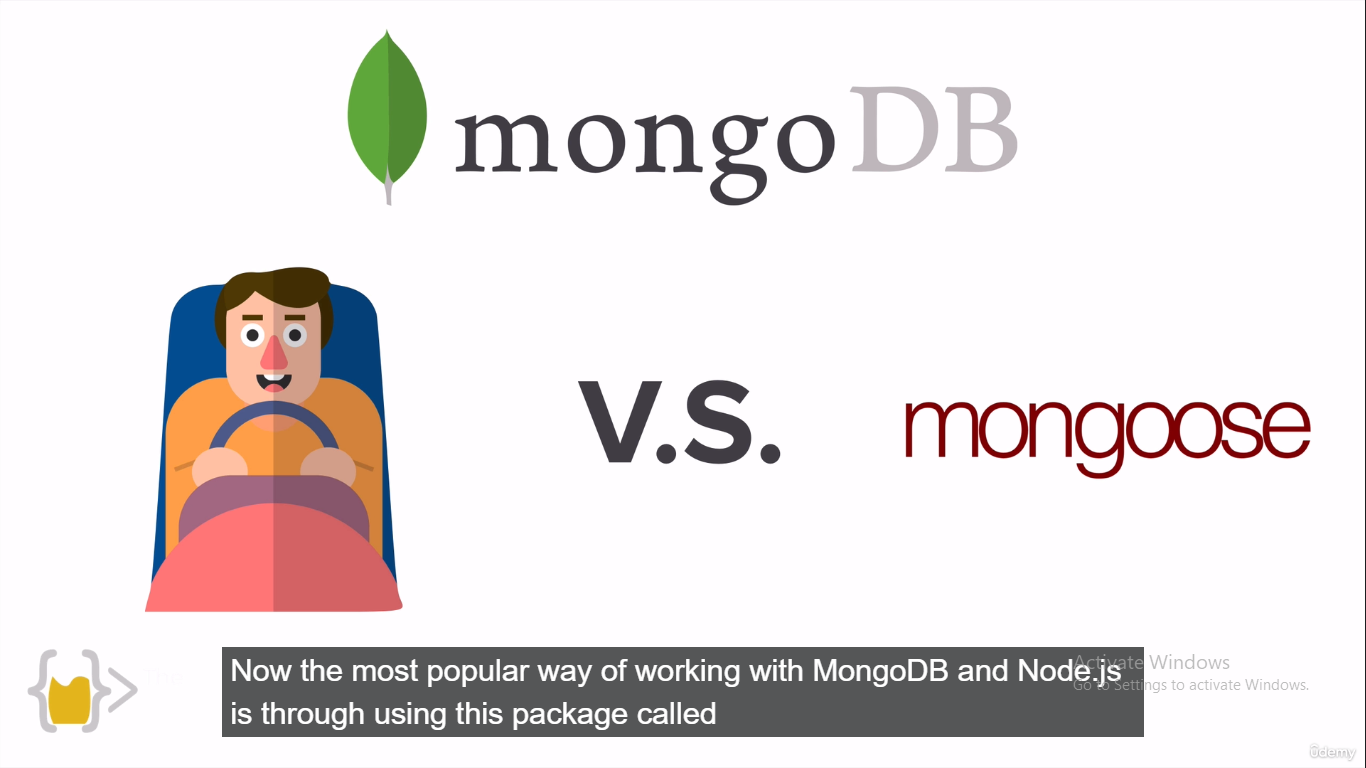 mongoDB
V.S.
mongoose
Now the most popular way of working with MongoDB and Node.js
is through using this package called
Activate Windows
Go to Settings to activate Windows.
ûdemy